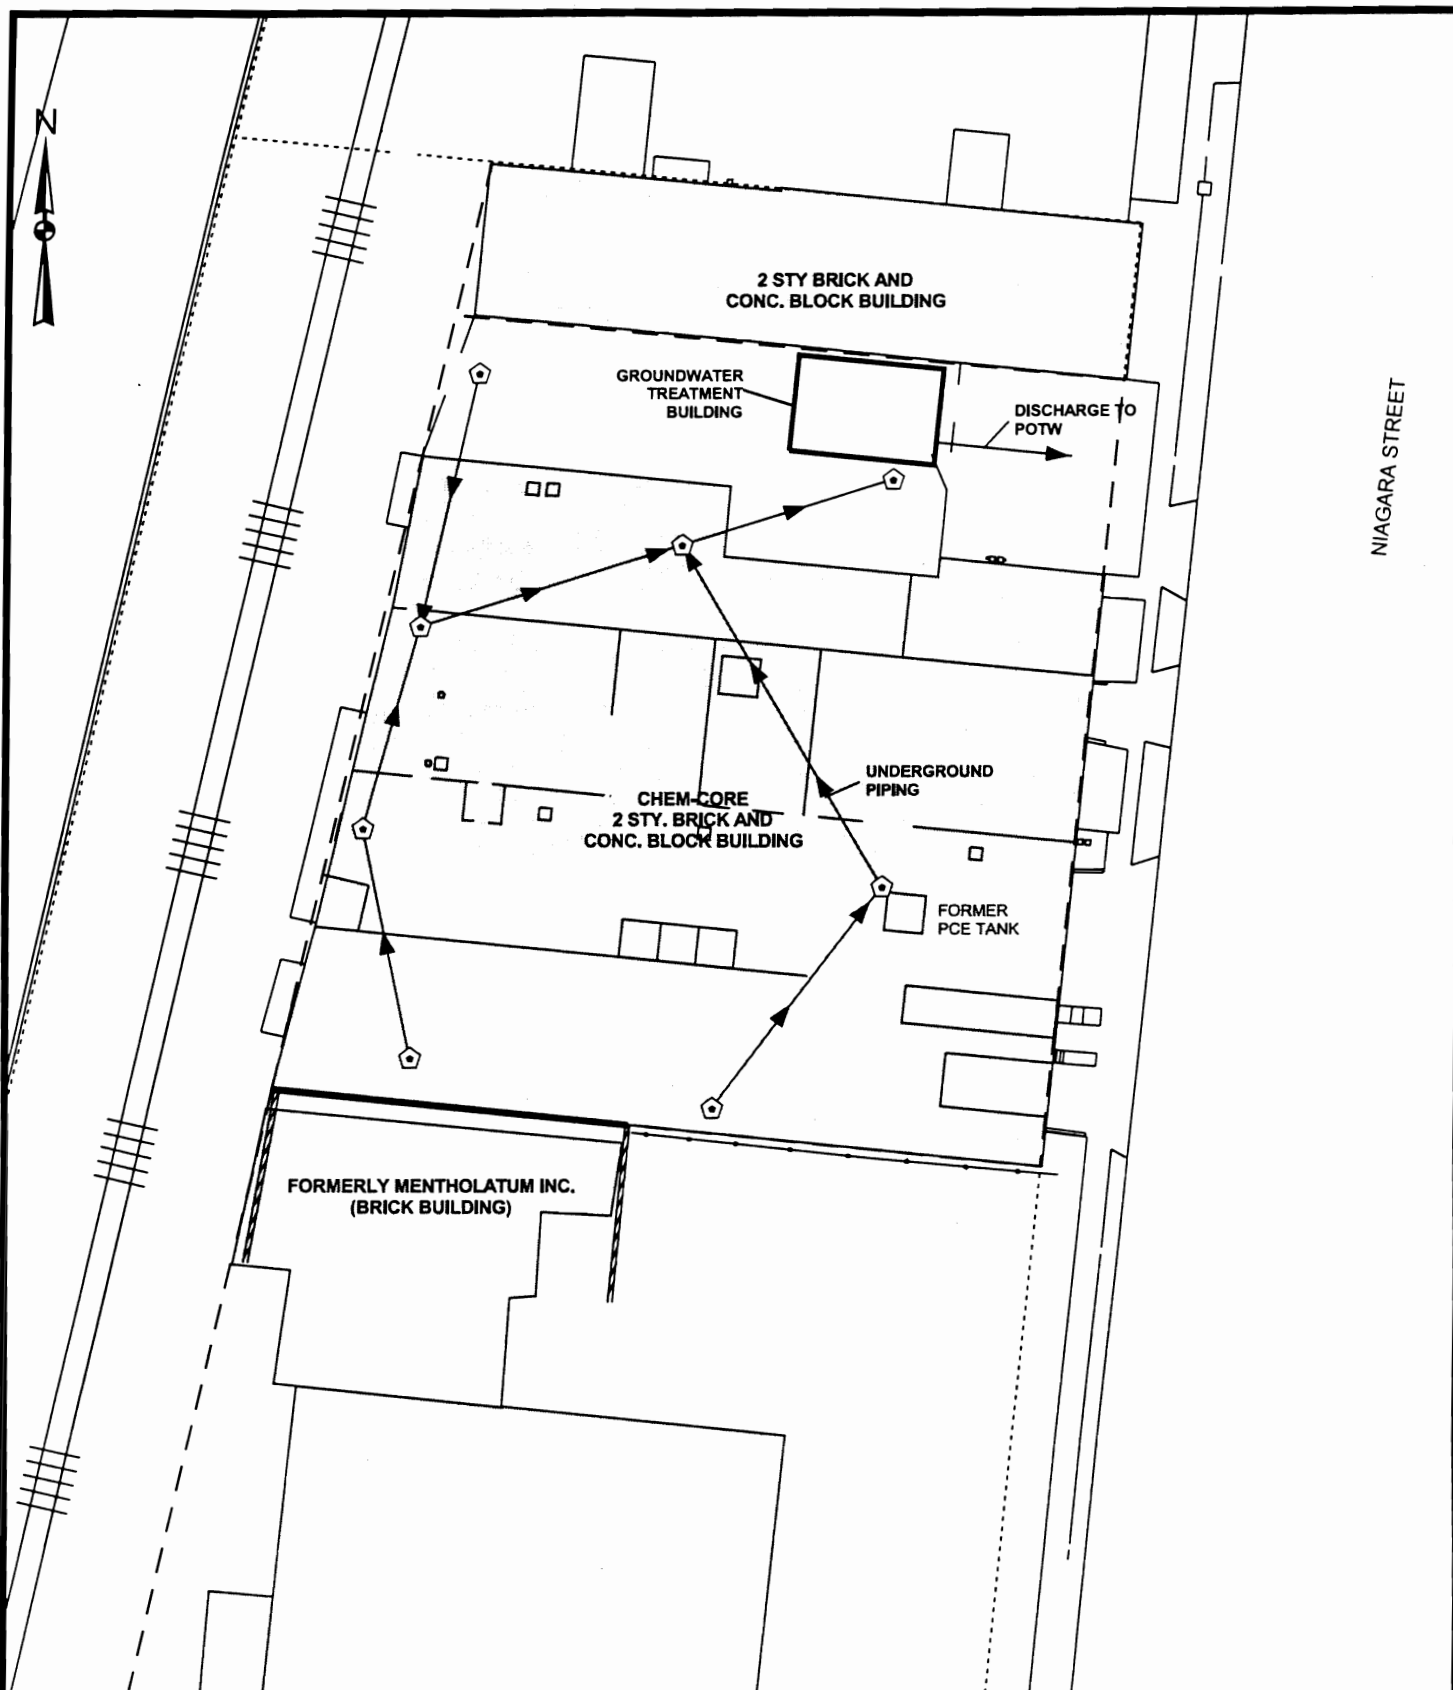 N
2 STY BRICK AND
CONC. BLOCK BUILDING
GROUNDWATER
TREATMENT
BUILDING
DISCHARGE TO
POTW
NIAGARA STREET
UNDERGROUND
PIPING
CHEM-CORE
2 STY. BRICK AND
CONC. BLOCK BUILDING
FORMER
PCE TANK
FORMERLY MENTHOLATUM INC.
(BRICK BUILDING)